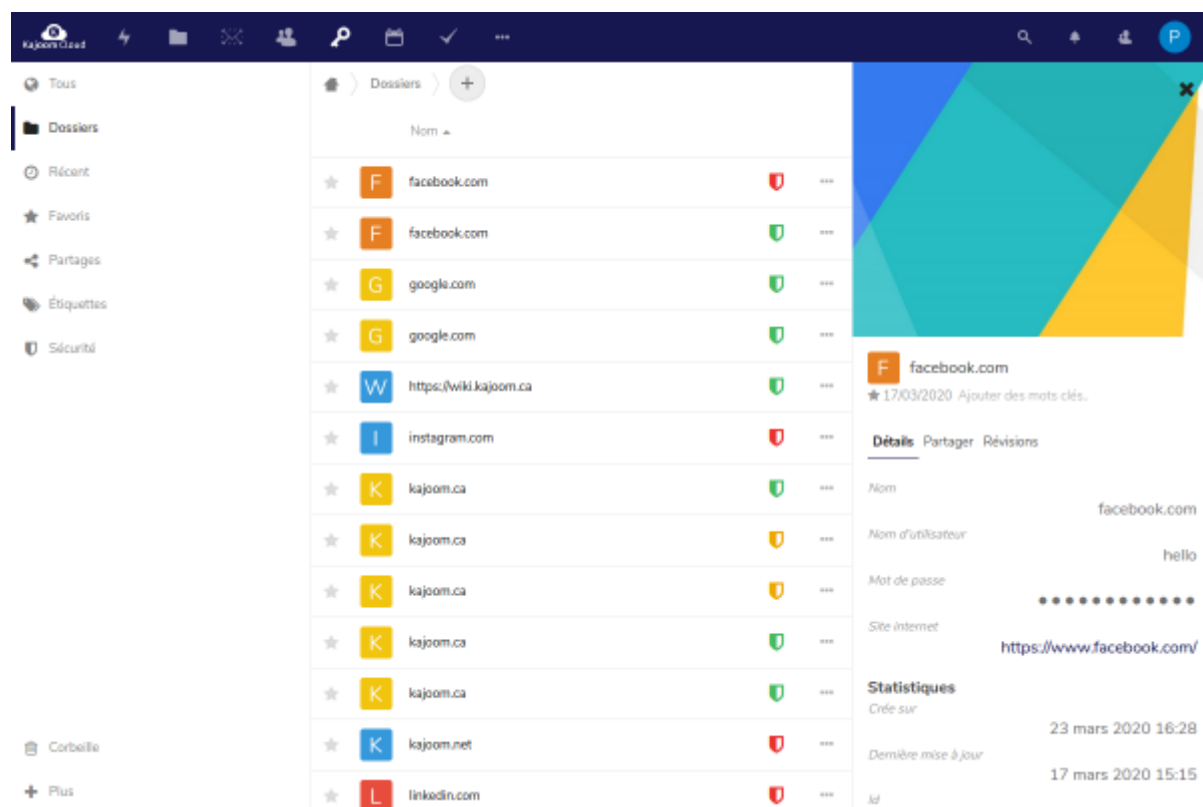 Kajoom Cloud
P
Tous
Dossiers
Récent
Favoris
Partages
Étiquettes
Sécurité
Corbeille
Plus
Dossiers
Nom
F facebook.com
F facebook.com
G google.com
G google.com
W https://wiki.kajoom.ca
I instagram.com
K kajoom.ca
K kajoom.ca
K kajoom.ca
K kajoom.ca
K kajoom.ca
K kajoom.net
L linkedin.com
F facebook.com
17/03/2020 Ajouter des mots clés.
Détails Partager Révisions
Nom
facebook.com
Nom d'utilisateur
hello
Mot de passe
Site internet
https://www.facebook.com/
Statistiques
Crée sur
23 mars 2020 16:28
Dernière mise à jour
17 mars 2020 15:15
Id